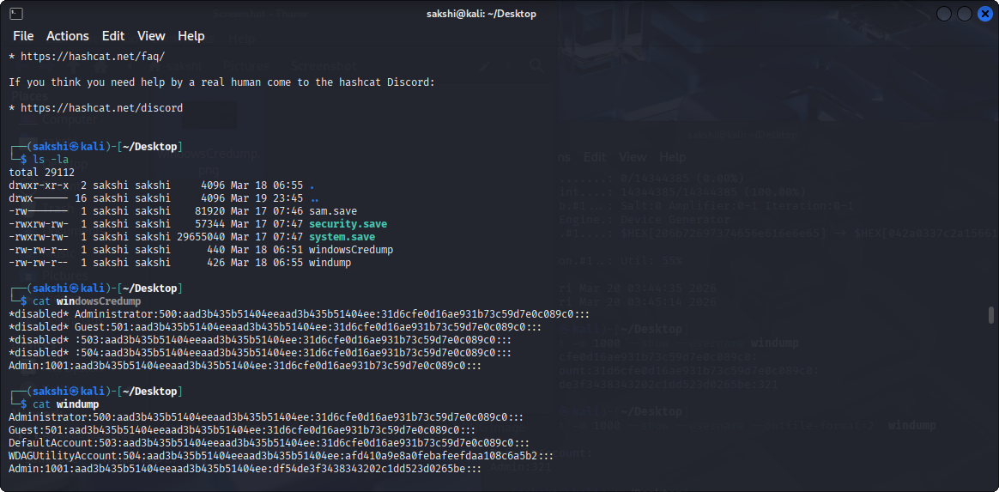 sakshi@kali: ~/Desktop
File Actions Edit View Help
* https://hashcat.net/faq/
If you think you need help by a real human come to the hashcat Discord:
* https://hashcat.net/discord
┌──(sakshi㉿kali)-[~/Desktop]
└─$ ls -la
total 29112
drwxr-xr-x  2 sakshi sakshi     4096 Mar 18 06:55 .
drwx------ 16 sakshi sakshi     4096 Mar 19 23:45 ..
-rw-------  1 sakshi sakshi    81920 Mar 17 07:46 sam.save
-rwxrw-rw-  1 sakshi sakshi    57344 Mar 17 07:47 security.save
-rwxrw-rw-  1 sakshi sakshi 29655040 Mar 17 07:47 system.save
-rw-rw-r--  1 sakshi sakshi      440 Mar 18 06:51 windowsCredump
-rw-rw-r--  1 sakshi sakshi      426 Mar 18 06:55 windump
┌──(sakshi㉿kali)-[~/Desktop]
└─$ cat windowsCredump
*disabled* Administrator:500:aad3b435b51404eeaad3b435b51404ee:31d6cfe0d16ae931b73c59d7e0c089c0:::
*disabled* Guest:501:aad3b435b51404eeaad3b435b51404ee:31d6cfe0d16ae931b73c59d7e0c089c0:::
*disabled* :503:aad3b435b51404eeaad3b435b51404ee:31d6cfe0d16ae931b73c59d7e0c089c0:::
*disabled* :504:aad3b435b51404eeaad3b435b51404ee:31d6cfe0d16ae931b73c59d7e0c089c0:::
Admin:1001:aad3b435b51404eeaad3b435b51404ee:31d6cfe0d16ae931b73c59d7e0c089c0:::
┌──(sakshi㉿kali)-[~/Desktop]
└─$ cat windump
Administrator:500:aad3b435b51404eeaad3b435b51404ee:31d6cfe0d16ae931b73c59d7e0c089c0:::
Guest:501:aad3b435b51404eeaad3b435b51404ee:31d6cfe0d16ae931b73c59d7e0c089c0:::
DefaultAccount:503:aad3b435b51404eeaad3b435b51404ee:31d6cfe0d16ae931b73c59d7e0c089c0:::
WDAGUtilityAccount:504:aad3b435b51404eeaad3b435b51404ee:afd410a9e8a0febafeefdaa108c6a5b2:::
Admin:1001:aad3b435b51404eeaad3b435b51404ee:df54de3f3438343202c1dd523d0265be:::